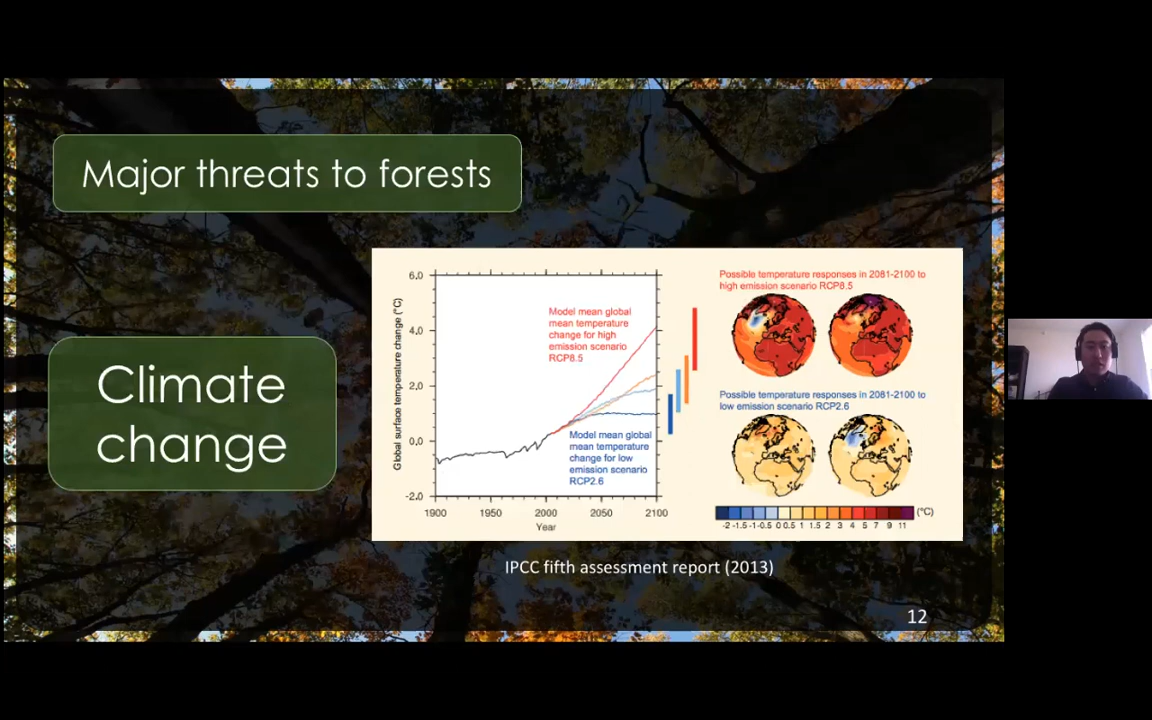 Major threats to forests
Climate
change
6.0
4.0
2.0
0.0
-2.0
Global surface temperature change (°C)
1900 1950 2000 2050 2100
Year
Model mean global
mean temperature
change for high
emission scenario
RCP8.5
Model mean global
mean temperature
change for low
emission scenario
RCP2.6
Possible temperature responses in 2081-2100 to
high emission scenario RCP8.5
Possible temperature responses in 2081-2100 to
low emission scenario RCP2.6
-2 -1.5 -1 -0.5 0 0.5 1 1.5 2 3 4 5 7 9 11 (°C)
IPCC fifth assessment report (2013)
12